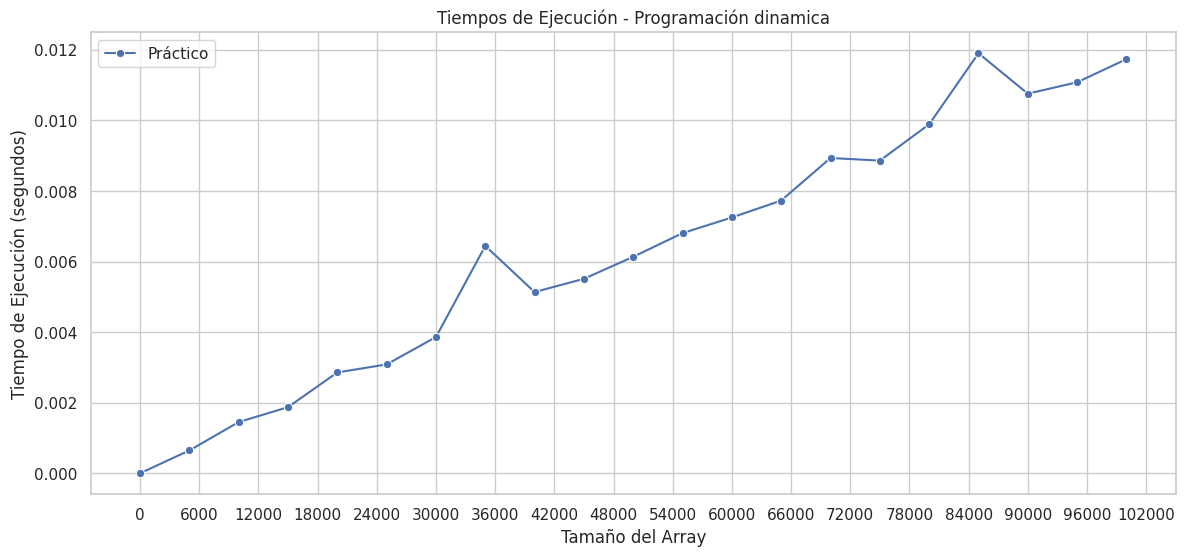 Tiempos de Ejecución - Programación dinamica
Práctico
Tiempo de Ejecución (segundos)
0.012
0.010
0.008
0.006
0.004
0.002
0.000
0 6000 12000 18000 24000 30000 36000 42000 48000 54000 60000 66000 72000 78000 84000 90000 96000 102000
Tamaño del Array